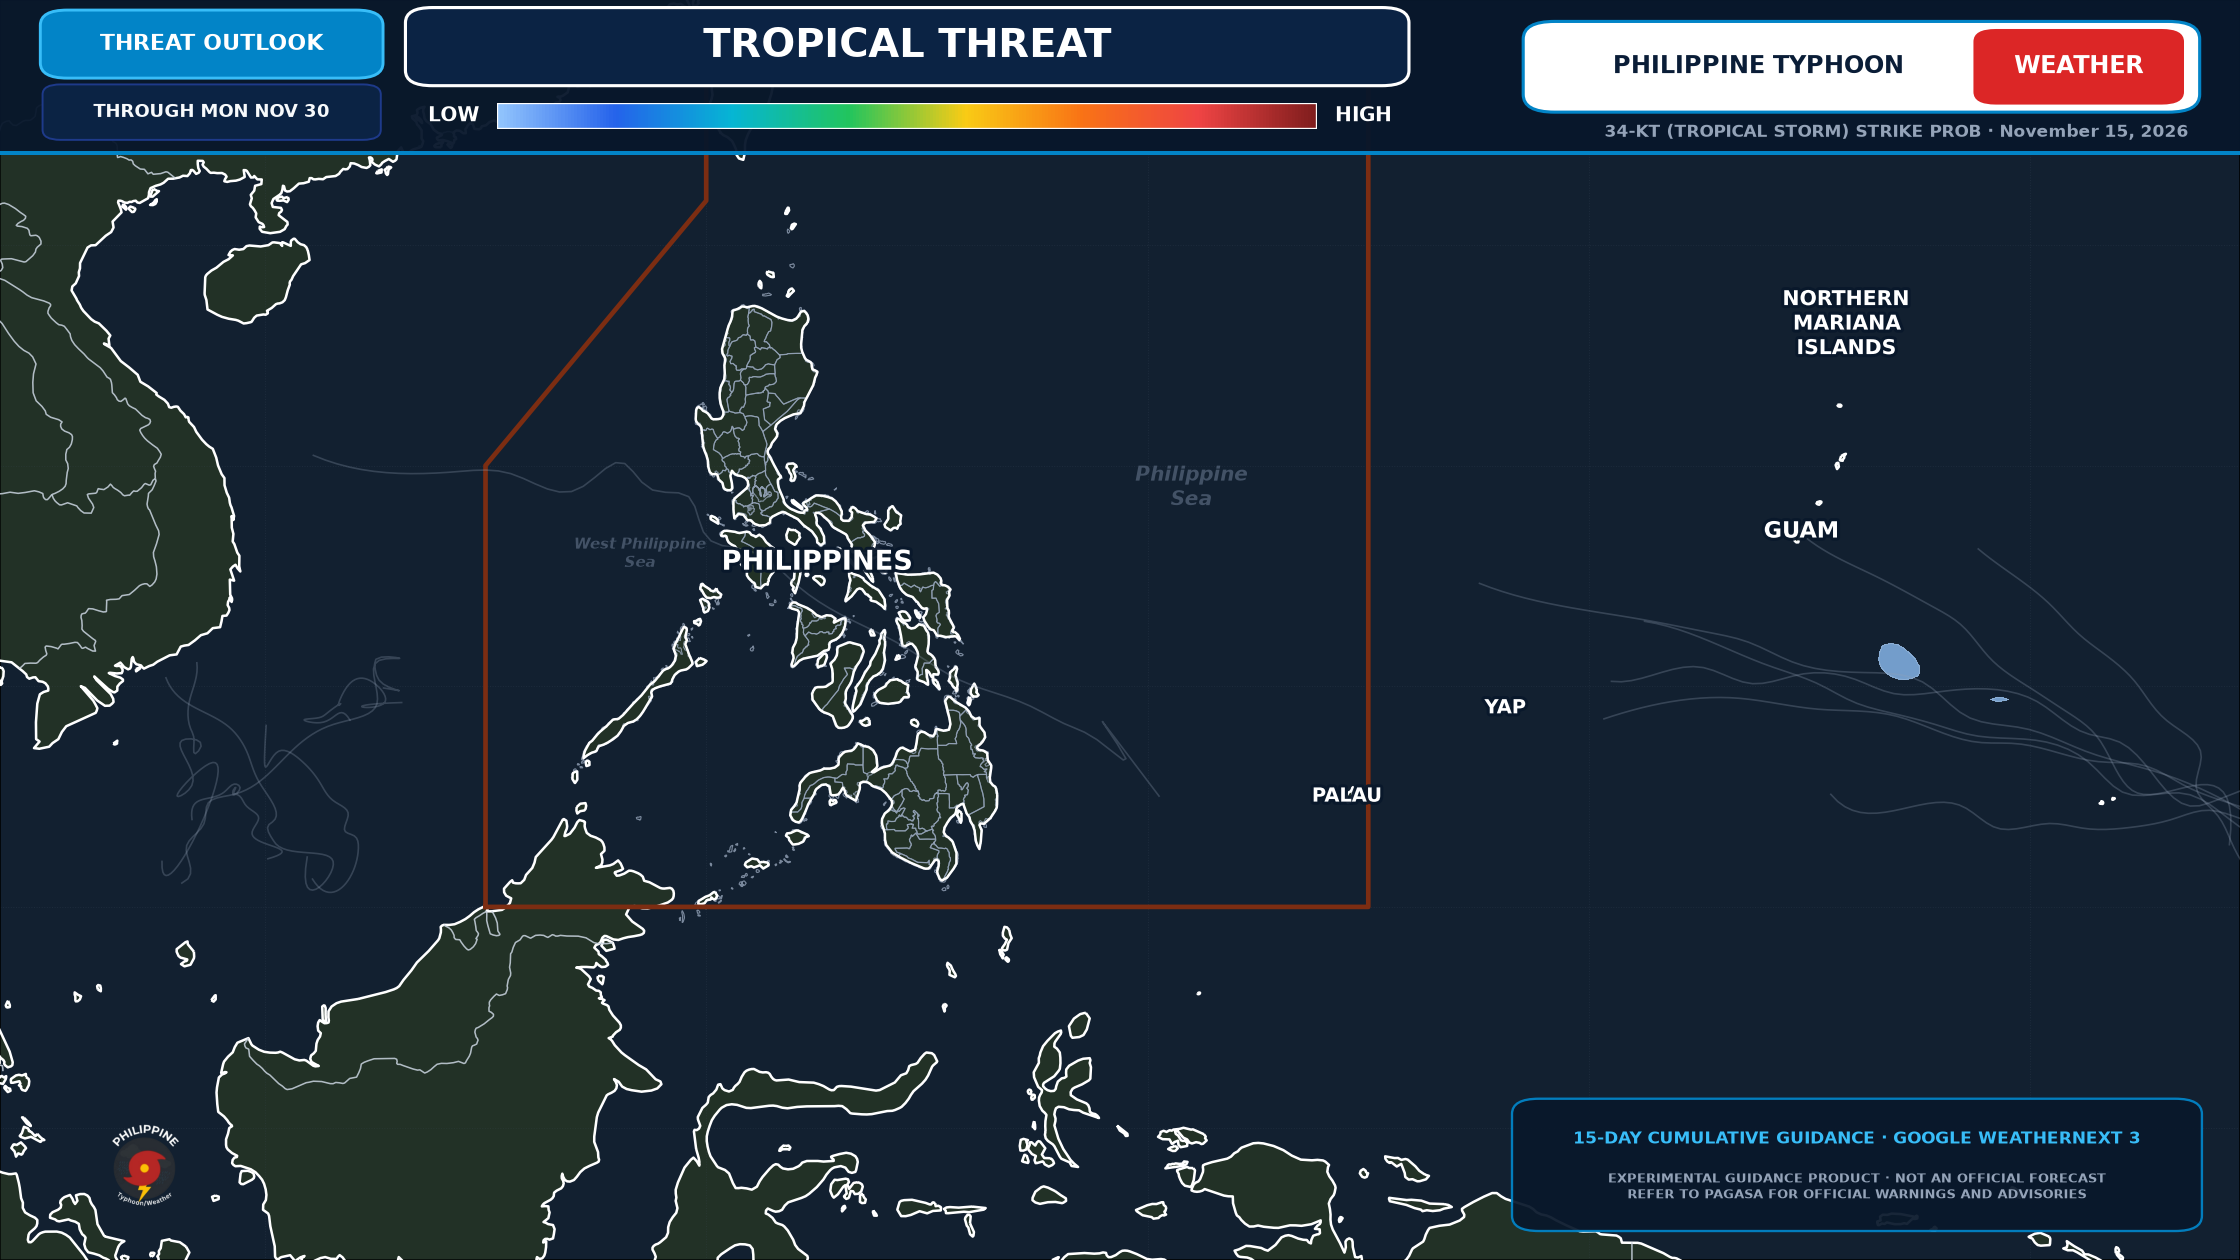 THREAT OUTLOOK
THROUGH MON NOV 30
TROPICAL THREAT
LOW
HIGH
PHILIPPINE TYPHOON
WEATHER
34-KT (TROPICAL STORM) STRIKE PROB · November 15, 2026
NORTHERN
MARIANA
ISLANDS
Philippine
Sea
GUAM
West Philippine
Sea
PHILIPPINES
YAP
PALAU
15-DAY CUMULATIVE GUIDANCE · GOOGLE WEATHERNEXT 3
EXPERIMENTAL GUIDANCE PRODUCT · NOT AN OFFICIAL FORECAST
REFER TO PAGASA FOR OFFICIAL WARNINGS AND ADVISORIES
PHILIPPINE
Typhoon/Weather